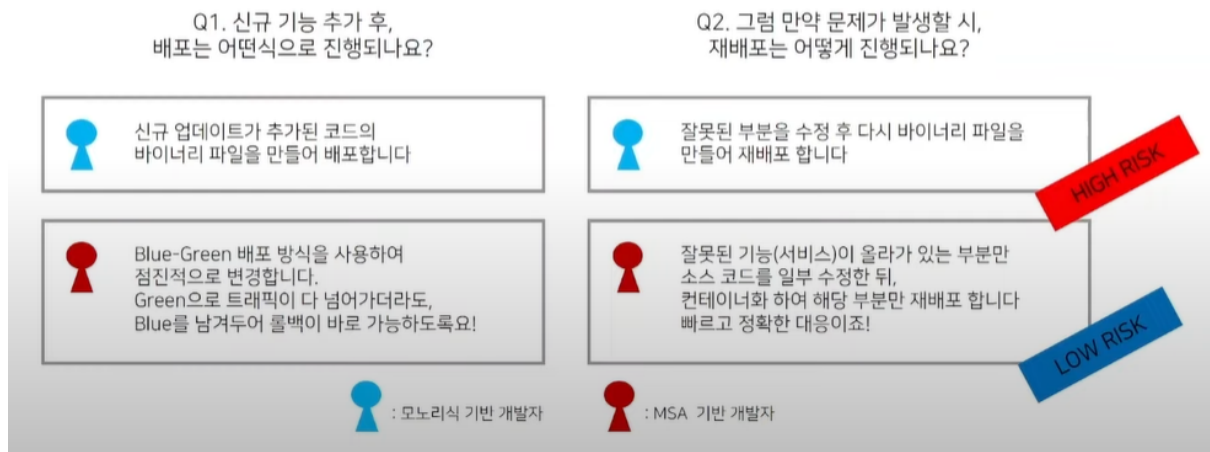 Q1. 신규 기능 추가 후,
배포는 어떤식으로 진행되나요?
신규 업데이트가 추가된 코드의
바이너리 파일을 만들어 배포합니다
Blue-Green 배포 방식을 사용하여
점진적으로 변경합니다.
Green으로 트래픽이 다 넘어가더라도,
Blue를 남겨두어 롤백이 바로 가능하도록요!
Q2. 그럼 만약 문제가 발생할 시,
재배포는 어떻게 진행되나요?
잘못된 부분을 수정 후 다시 바이너리 파일을
만들어 재배포 합니다
HIGH RISK
잘못된 기능(서비스)이 올라가 있는 부분만
소스 코드를 일부 수정한 뒤,
컨테이너화 하여 해당 부분만 재배포 합니다
빠르고 정확한 대응이죠!
LOW RISK
: 모노리식 기반 개발자
: MSA 기반 개발자